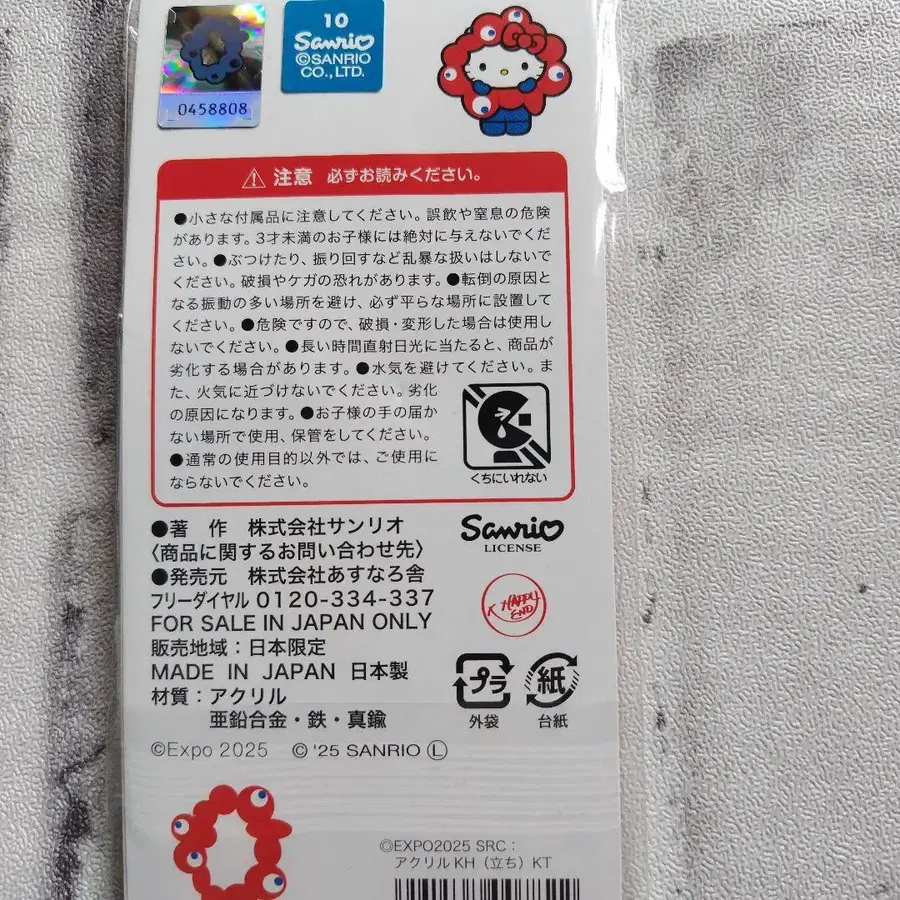 0458808
10
Sanrio
©SANRIO
CO., LTD.
⚠ 注意 必ずお読みください。
●小さな付属品に注意してください。誤飲や窒息の危険
があります。3才未満のお子様には絶対に与えないでくだ
さい。●ぶつけたり、振り回すなど乱暴な扱いはしないで
ください。破損やケガの恐れがあります。●転倒の原因と
なる振動の多い場所を避け、必ず平らな場所に設置して
ください。●危険ですので、破損・変形した場合は使用し
ないでください。●長い時間直射日光に当たると、商品が
劣化する場合があります。●水気を避けてください。ま
た、火気に近づけないでください。劣化
の原因になります。●お子様の手の届か
ない場所で使用、保管をしてください。
●通常の使用目的以外では、ご使用に
ならないでください。
くちにいれない
●著 作 株式会社サンリオ
〈商品に関するお問い合わせ先〉
●発売元 株式会社あすなろ舎
フリーダイヤル 0120-334-337
FOR SALE IN JAPAN ONLY
販売地域：日本限定
MADE IN JAPAN 日本製
材質：アクリル
亜鉛合金・鉄・真鍮
Sanrio
LICENSE
HAPPY
END
プラ
外袋
紙
台紙
©Expo 2025 © '25 SANRIO Ⓛ
©EXPO2025 SRC：
アクリルKH（立ち）KT